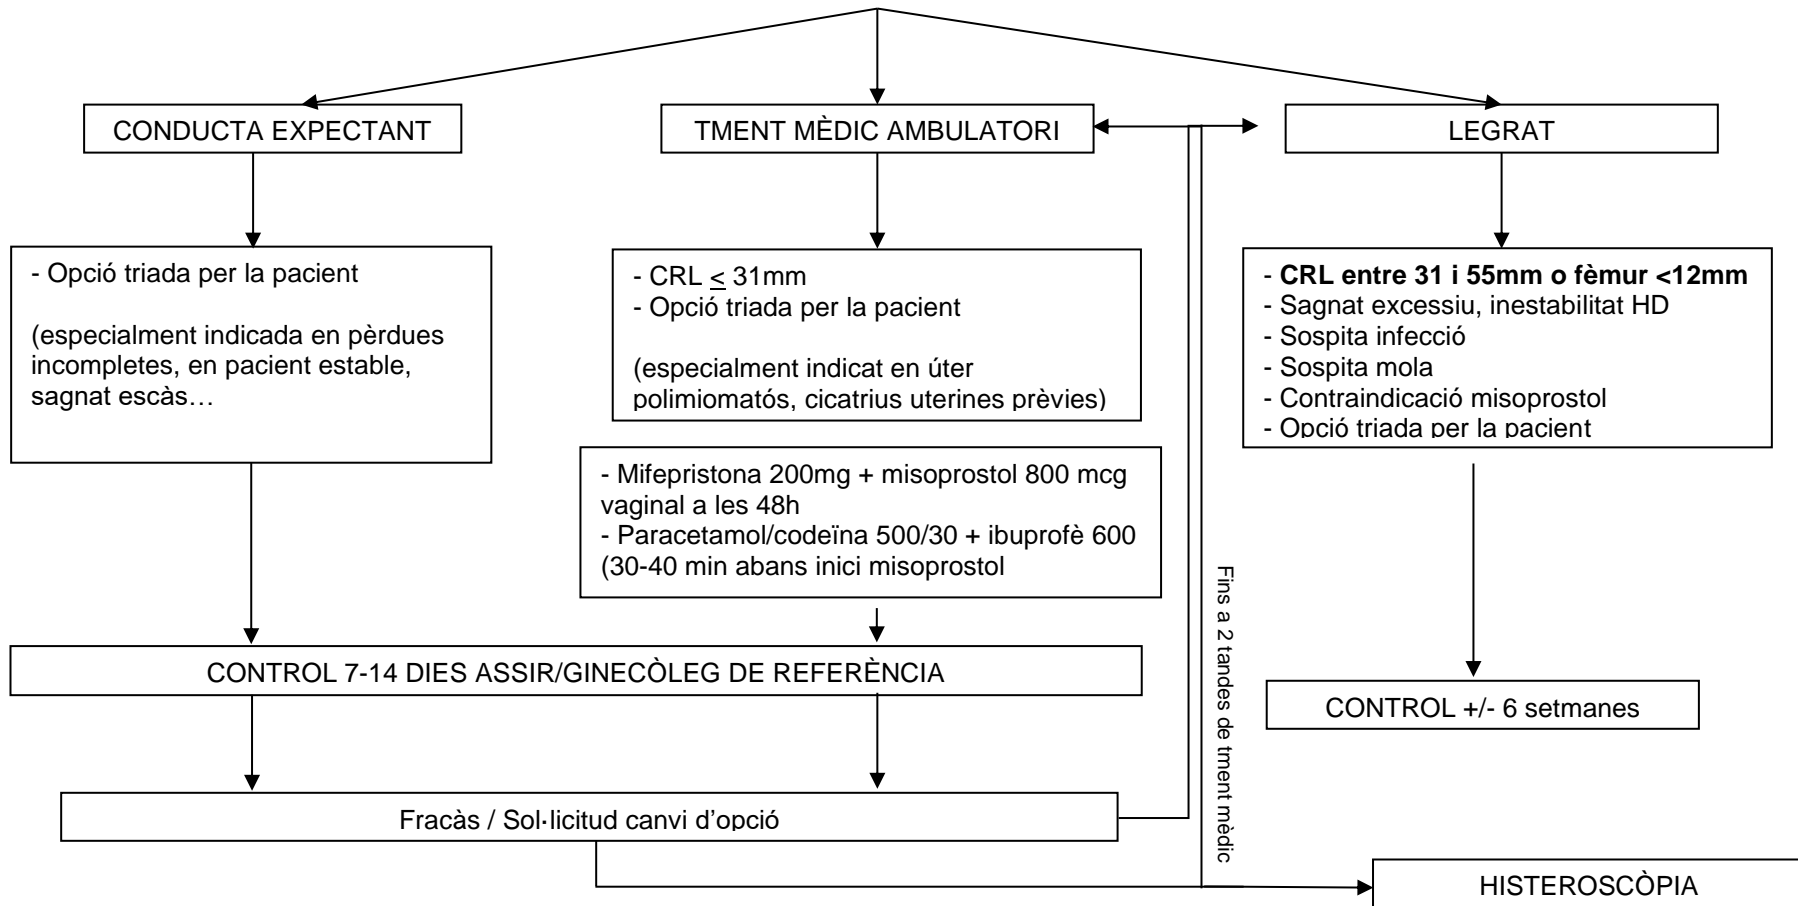 CONDUCTA EXPECTANT
TMENT MÈDIC AMBULATORI
LEGRAT
- Opció triada per la pacient
(especialment indicada en pèrdues
incompletes, en pacient estable,
sagnat escàs…
- CRL < 31mm
- Opció triada per la pacient
(especialment indicat en úter
polimiomatós, cicatrius uterines prèvies)
- CRL entre 31 i 55mm o fèmur <12mm
- Sagnat excessiu, inestabilitat HD
- Sospita infecció
- Sospita mola
- Contraindicació misoprostol
- Opció triada per la pacient
- Mifepristona 200mg + misoprostol 800 mcg
vaginal a les 48h
- Paracetamol/codeïna 500/30 + ibuprofè 600
(30-40 min abans inici misoprostol
Fins a 2 tandes de tment mèdic
CONTROL 7-14 DIES ASSIR/GINECÒLEG DE REFERÈNCIA
CONTROL +/- 6 setmanes
Fracàs / Sol·licitud canvi d'opció
HISTEROSCÒPIA